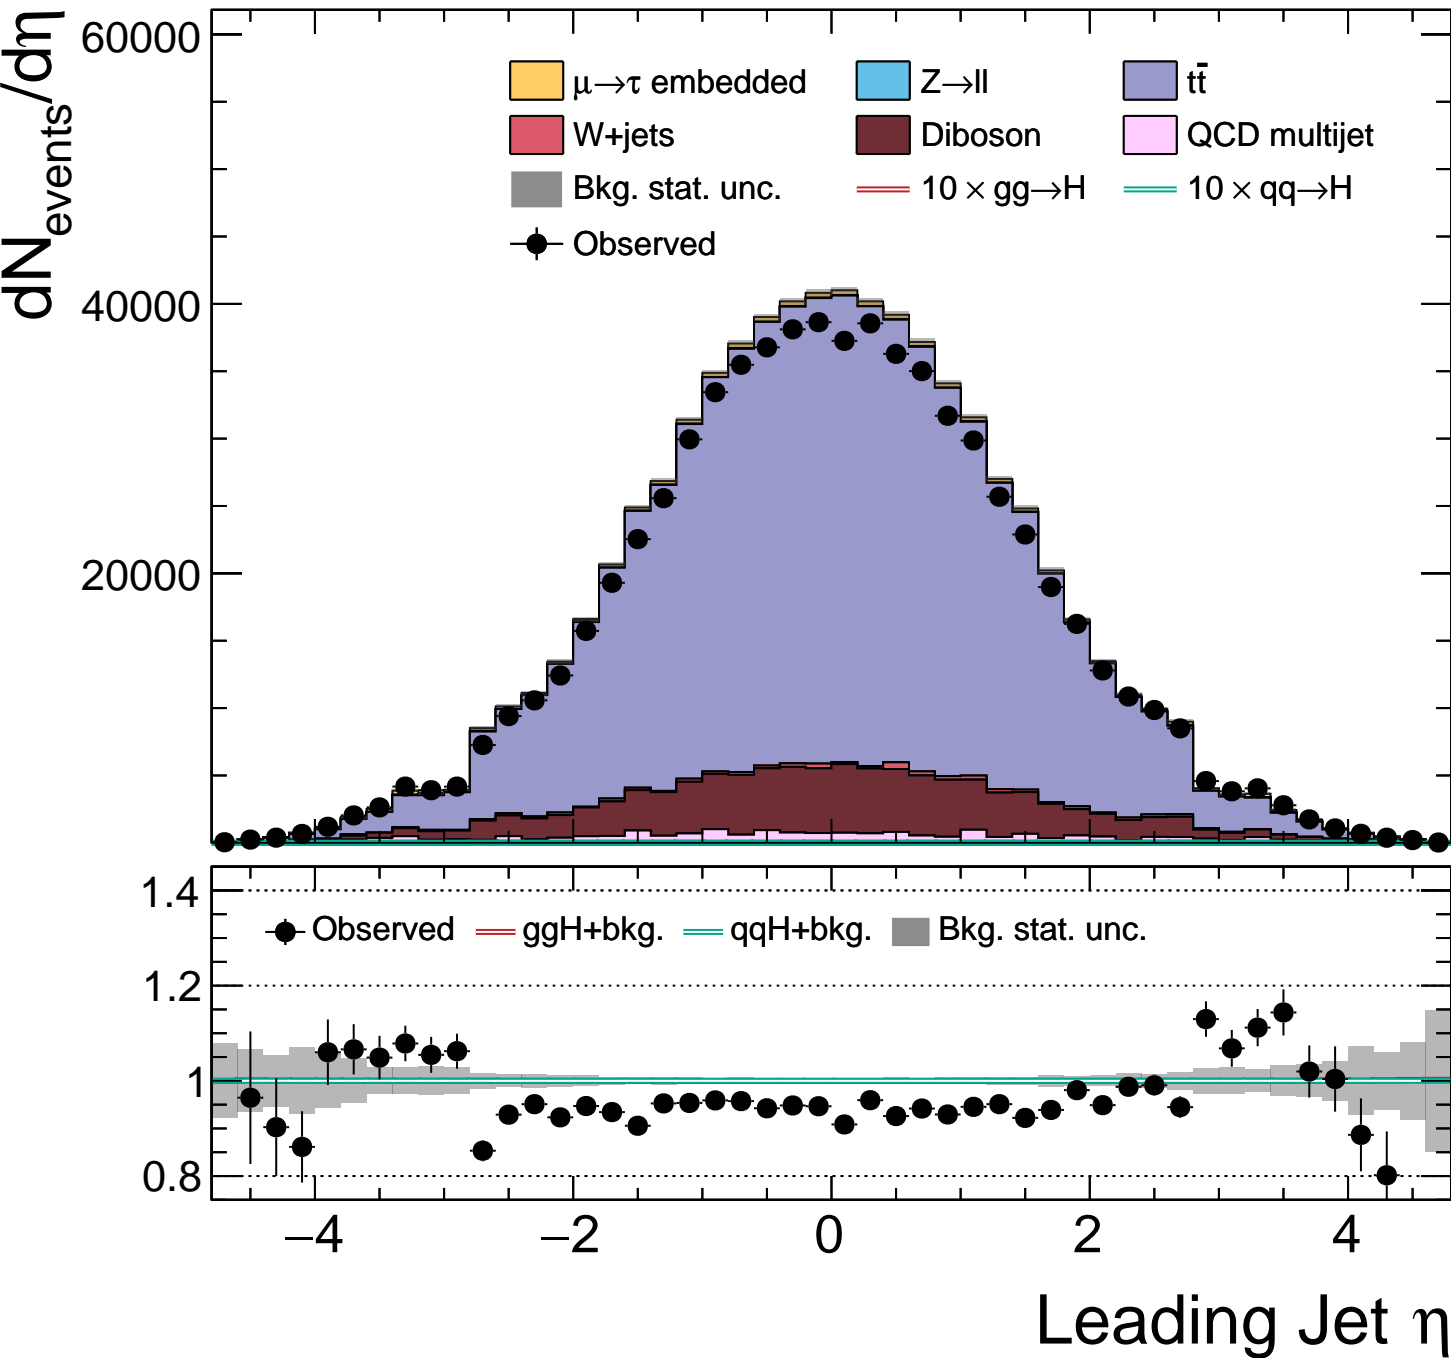 dN_events/dη
60000
40000
20000
μ→τ embedded Z→ll tt̄
W+jets Diboson QCD multijet
Bkg. stat. unc. 10 × gg→H 10 × qq→H
Observed
1.4
1.2
1
0.8
Observed ggH+bkg. qqH+bkg. Bkg. stat. unc.
−4 −2 0 2 4
Leading Jet η